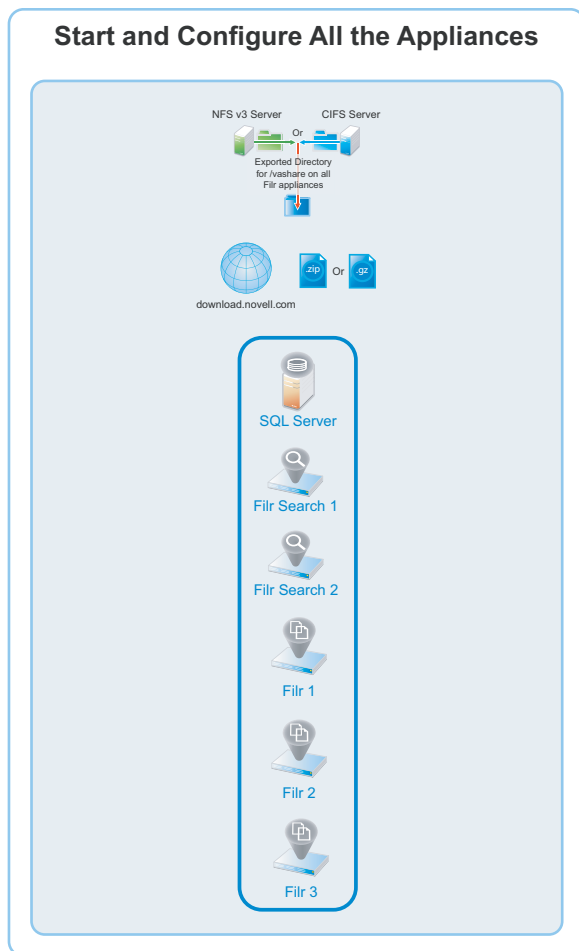 Start and Configure All the Appliances
NFS v3 Server
CIFS Server
Or
Exported Directory
for /vashare on all
Filr appliances
.zip
Or
.gz
download.novell.com
SQL Server
Filr Search 1
Filr Search 2
Filr 1
Filr 2
Filr 3